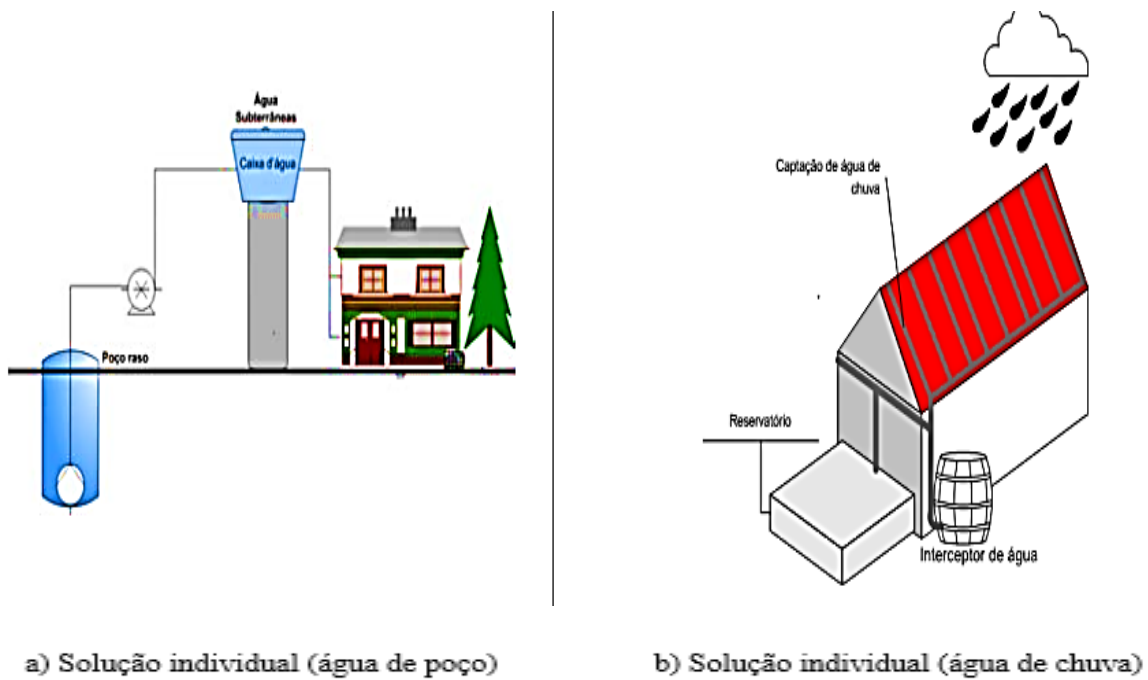 Água
Subterrâneas
Caixa d'água
Poço raso
a) Solução individual (água de poço)
Captação de água de
chuva
Reservatório
Interceptor de água
b) Solução individual (água de chuva)